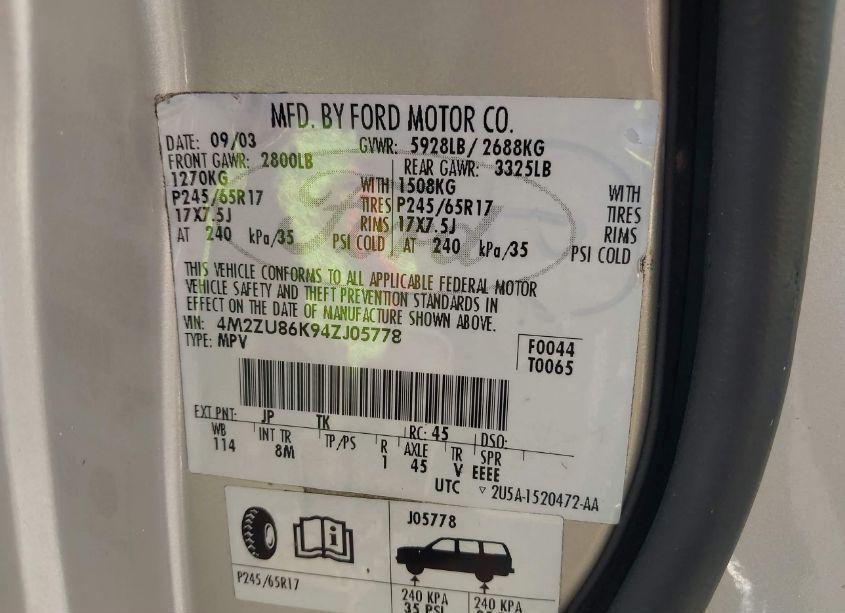 MFD. BY FORD MOTOR CO.
DATE: 09/03 GVWR: 5928LB/ 2688KG
FRONT GAWR: 2800LB REAR GAWR: 3325LB
1270KG WITH 1508KG WITH
P245/65R17 TIRES P245/65R17 TIRES
17X7.5J RIMS 17X7.5J RIMS
AT 240 kPa/35 PSI COLD AT 240 kPa/35 PSI COLD
Ford
THIS VEHICLE CONFORMS TO ALL APPLICABLE FEDERAL MOTOR
VEHICLE SAFETY AND THEFT PREVENTION STANDARDS IN
EFFECT ON THE DATE OF MANUFACTURE SHOWN ABOVE.
VIN: 4M2ZU86K94ZJ05778
TYPE: MPV
F0044
T0065
EXT PNT: JP TK RC: 45 DSO:
WB INT TR TP/PS R AXLE TR SPR
114 8M 1 45 V EEEE
UTC ▽ 2U5A-1520472-AA
J05778
P245/65R17
240 KPA 240 KPA
35 PSI